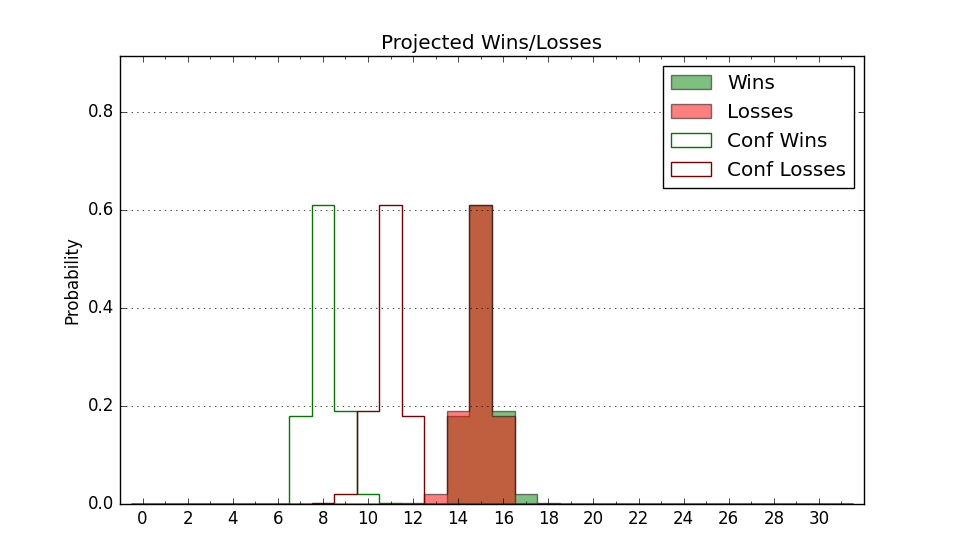 Projected Wins/Losses
Wins
Losses
Conf Wins
Conf Losses
Probability
0.8
0.6
0.4
0.2
0.0
0 2 4 6 8 10 12 14 16 18 20 22 24 26 28 30